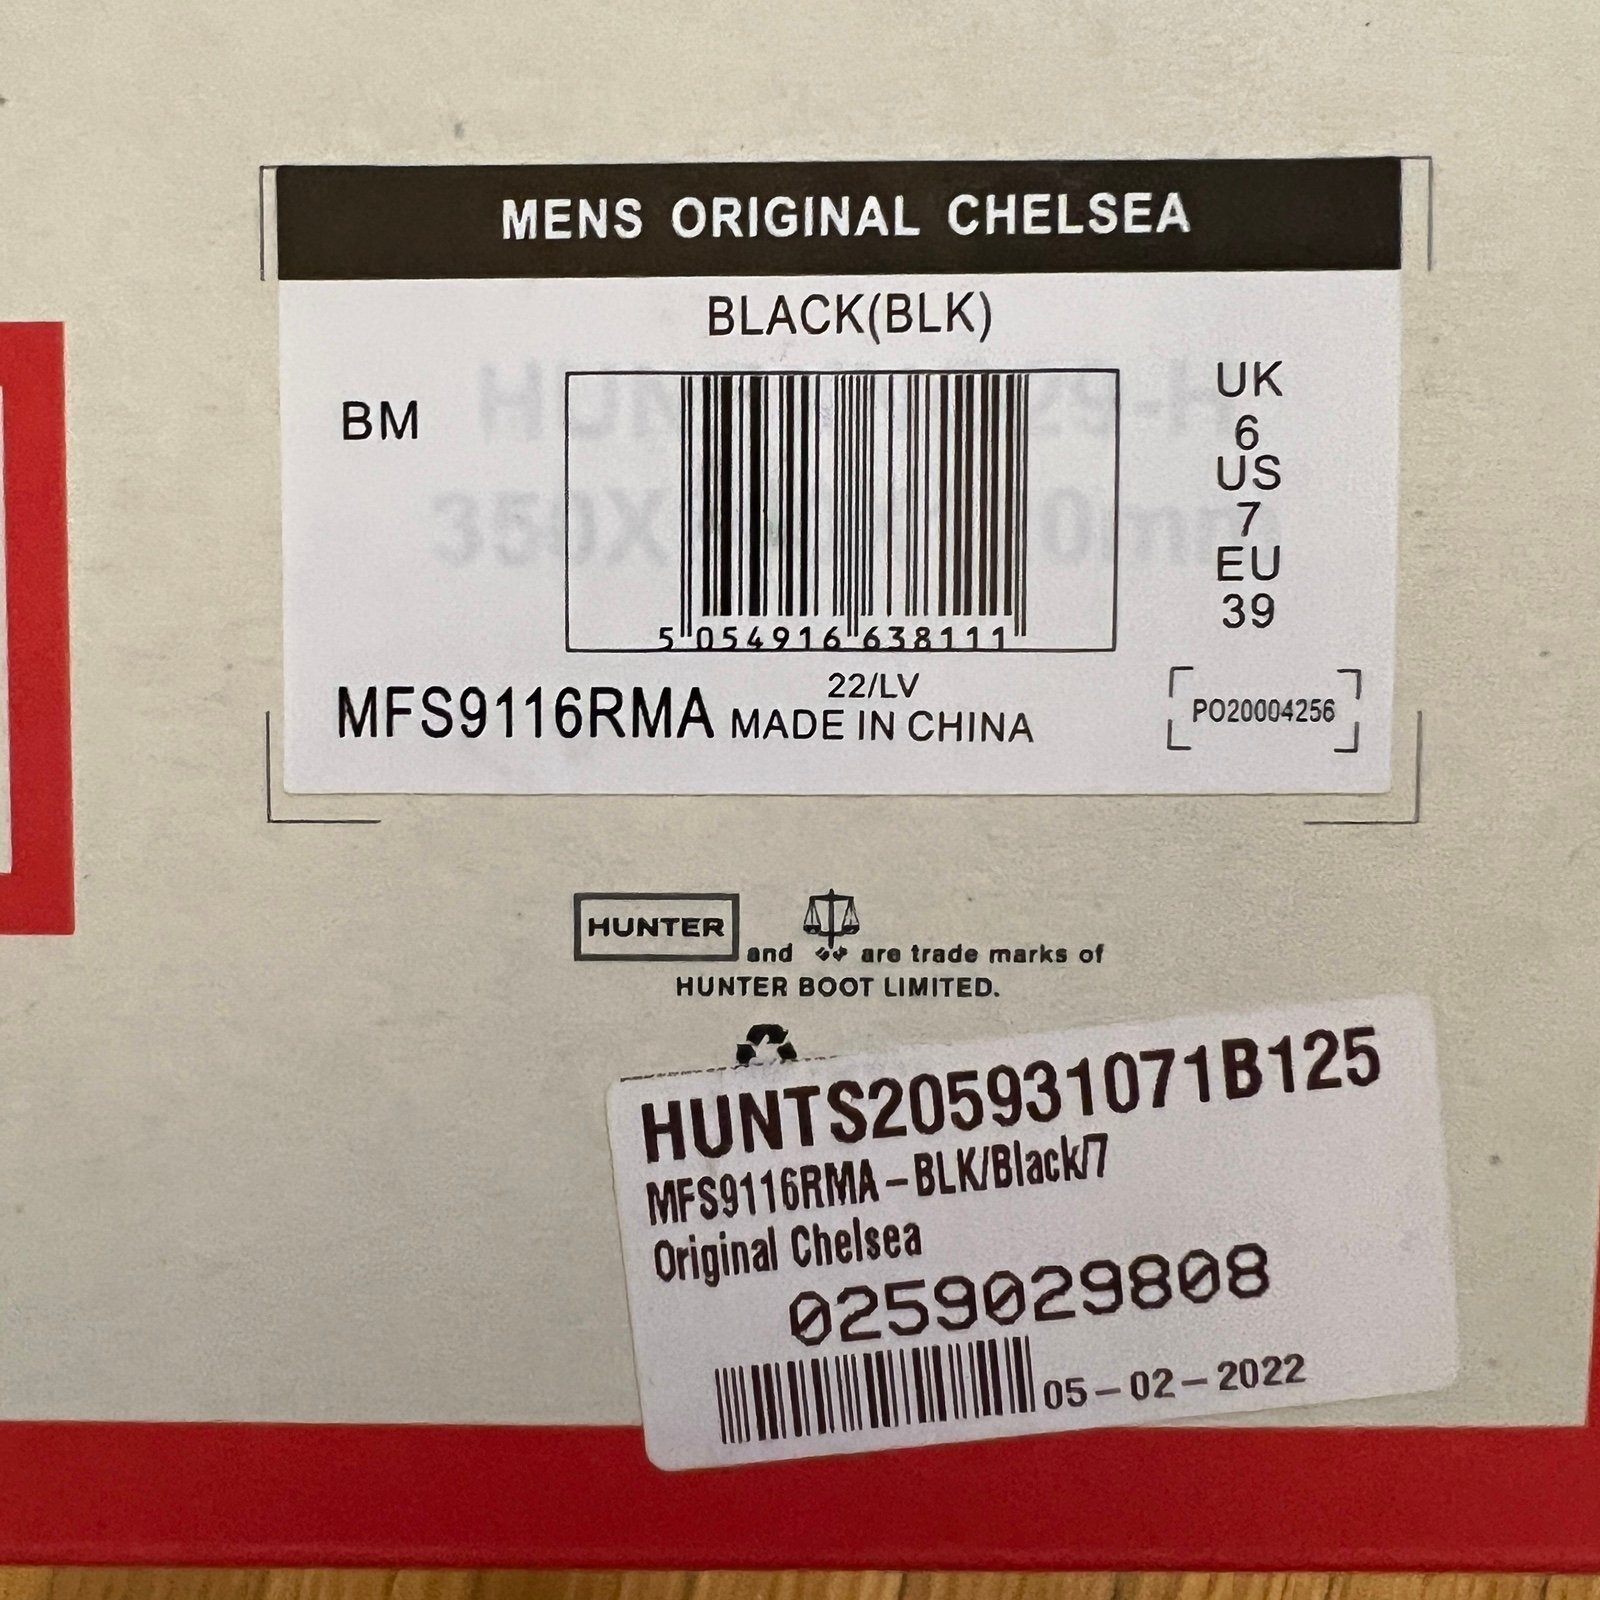 MENS ORIGINAL CHELSEA
BLACK(BLK)
BM
UK
6
US
7
EU
39
5 054916 638111
22/LV
MFS9116RMA MADE IN CHINA
PO20004256
HUNTER and are trade marks of
HUNTER BOOT LIMITED.
HUNTS205931071B125
MFS9116RMA-BLK/Black/7
Original Chelsea
0259029808
05-02-2022